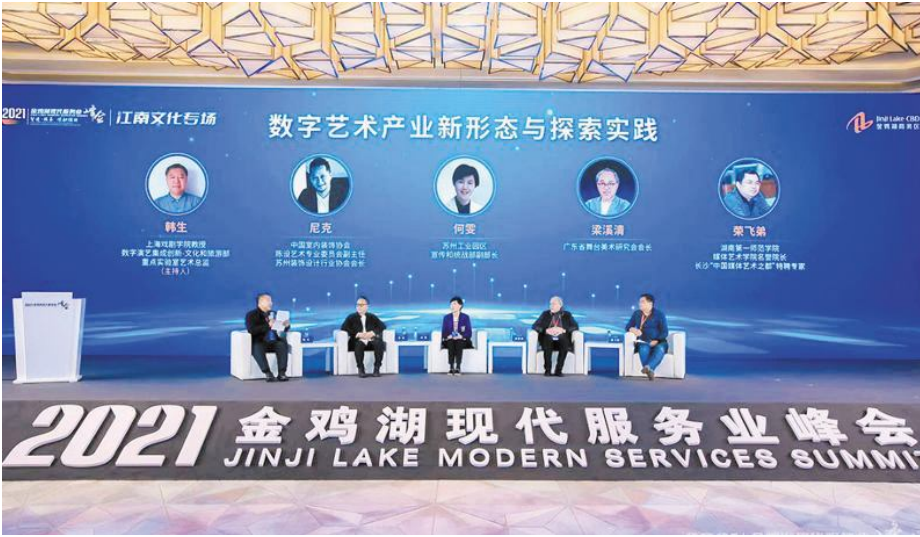 2021 金鸡湖现代服务业峰会 江南文化专场
数字艺术产业新形态与探索实践
Jinji Lake CBD
韩生
上海戏剧学院教授
数字演艺集成创新·文化和旅游部
重点实验室艺术总监
(主持人)
尼克
中国室内装饰协会
陈设艺术专业委员会副主任
苏州装饰设计行业协会会长
何雯
苏州工业园区
宣传和统战部副部长
梁溪清
广东省舞台美术研究会会长
荣飞弟
湖南第一师范学院
媒体艺术学院名誉院长
长沙“中国媒体艺术之都”特聘专家
2021 金鸡湖现代服务业峰会
JINJI LAKE MODERN SERVICES SUMMIT